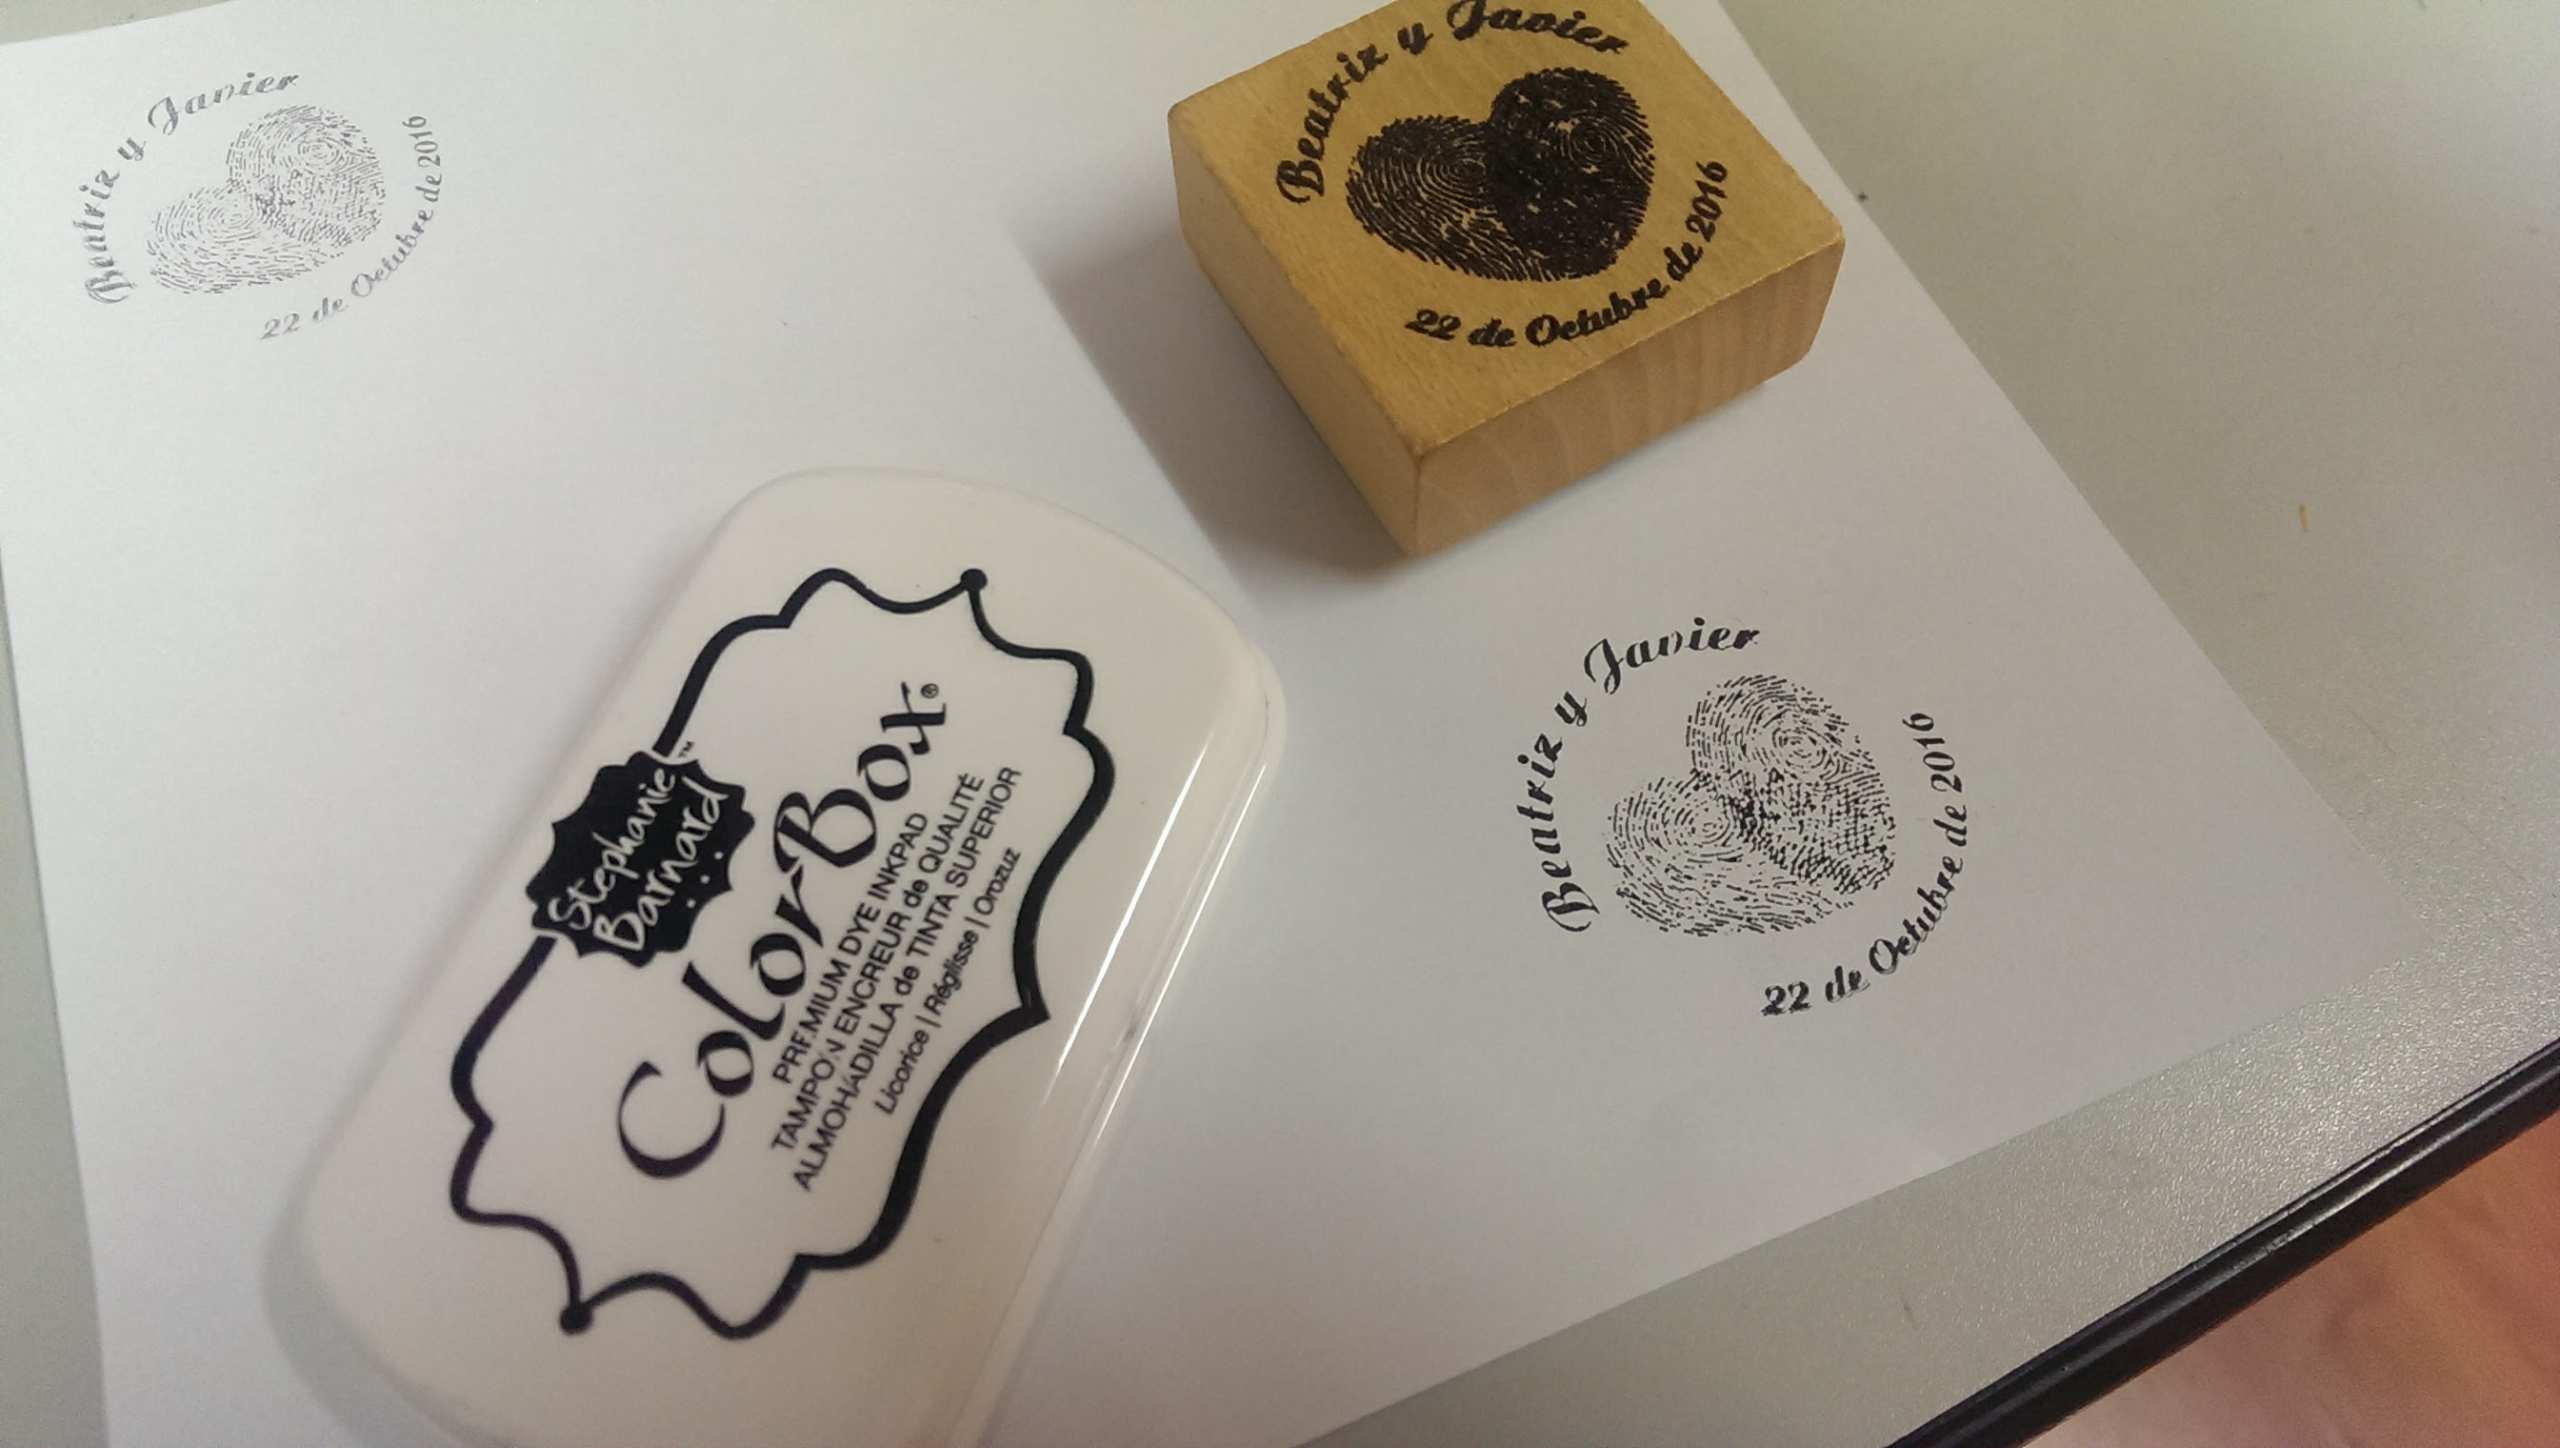 Beatriz y Javier
22 de Octubre de 2016
Beatriz y Javier
22 de Octubre de 2016
Stephanie
Barnard
™
ColorBox®
PREMIUM DYE INKPAD
TAMPON ENCREUR de QUALITÉ
ALMOHADILLA de TINTA SUPERIOR
Licorice | Réglisse | Orozuz
Beatriz y Javier
22 de Octubre de 2016